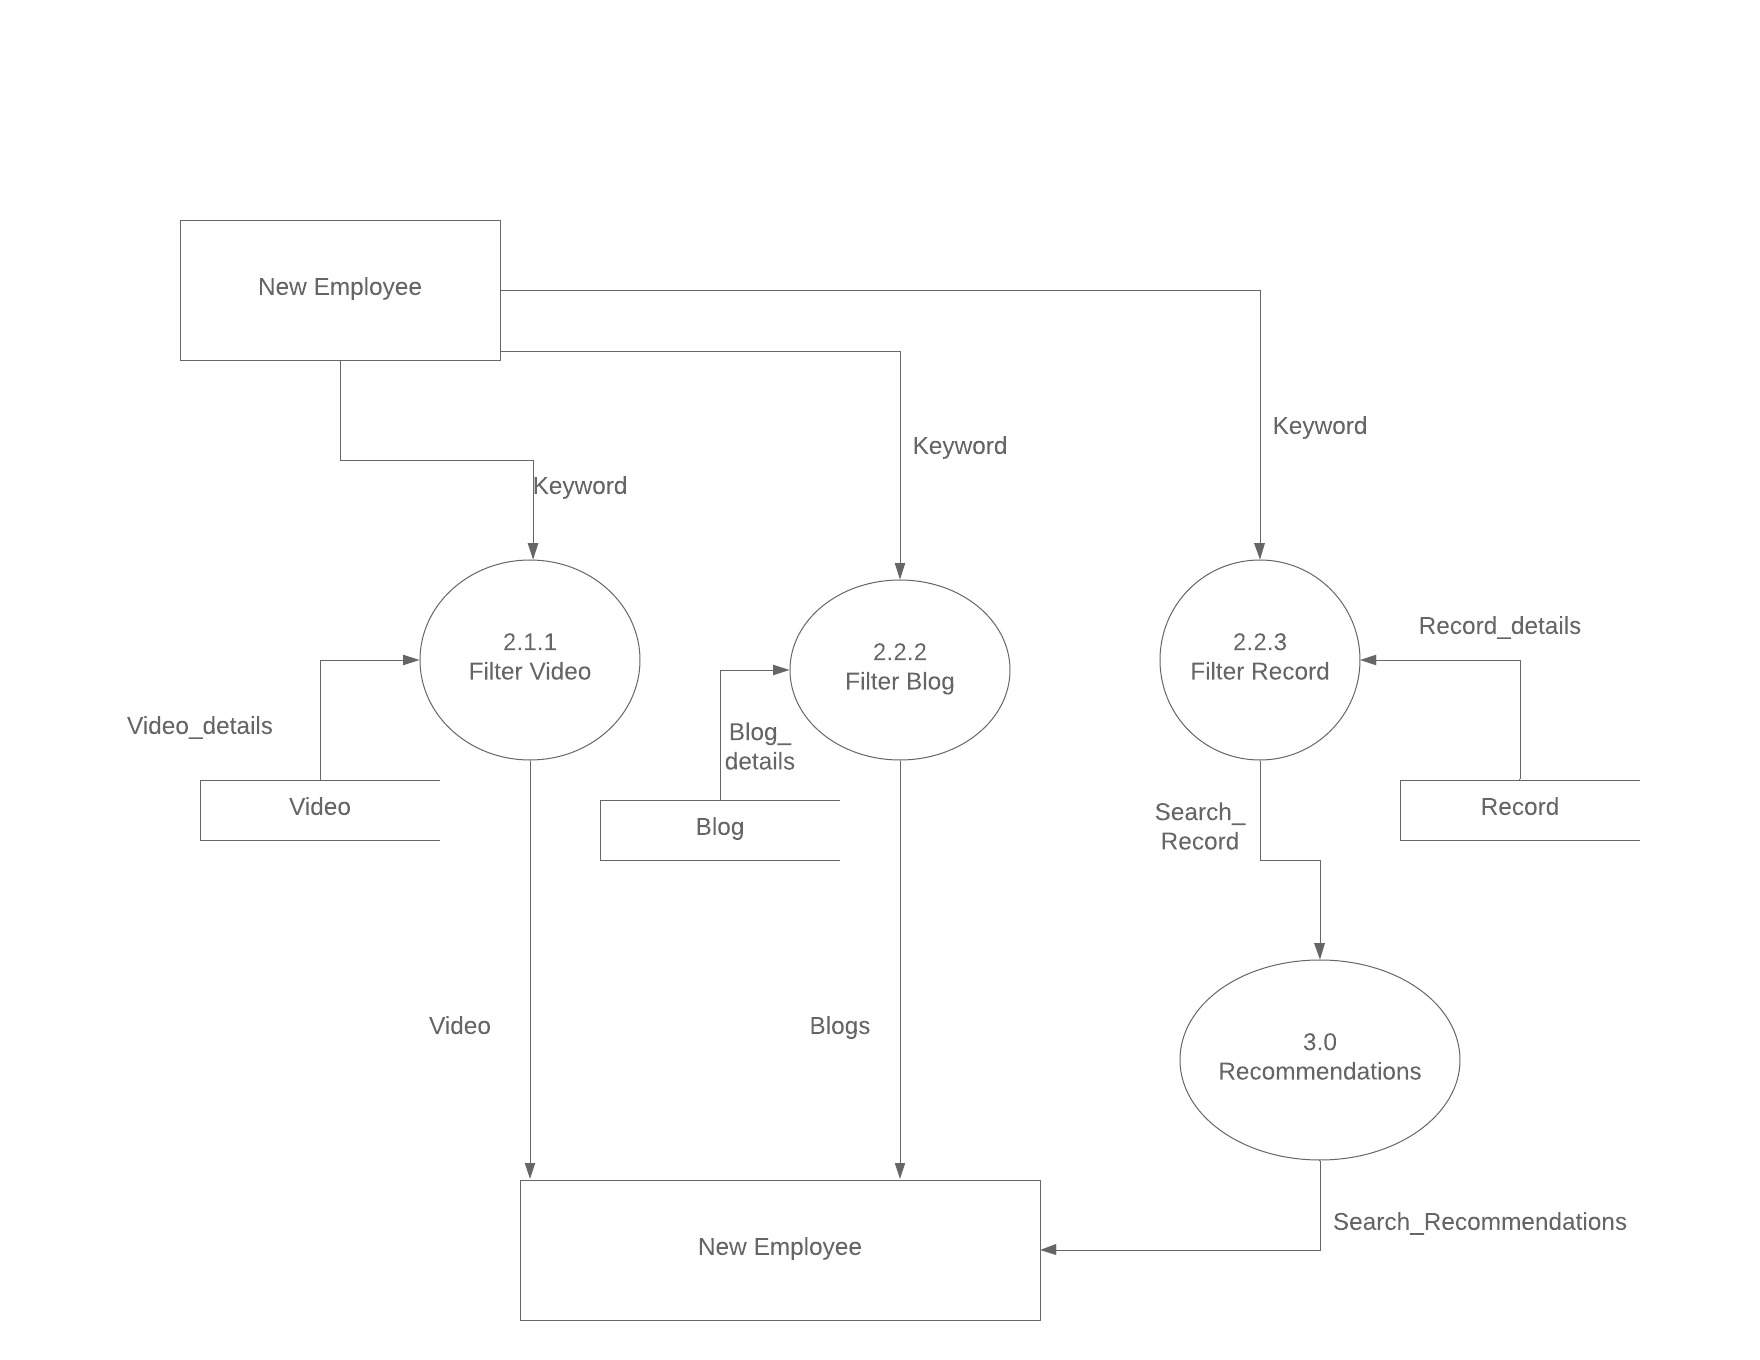 New Employee
Keyword
Keyword
Keyword
2.1.1
Filter Video
2.2.2
Filter Blog
2.2.3
Filter Record
Record_details
Video_details
Blog_
details
Video
Blog
Search_
Record
Record
Video
Blogs
3.0
Recommendations
Search_Recommendations
New Employee